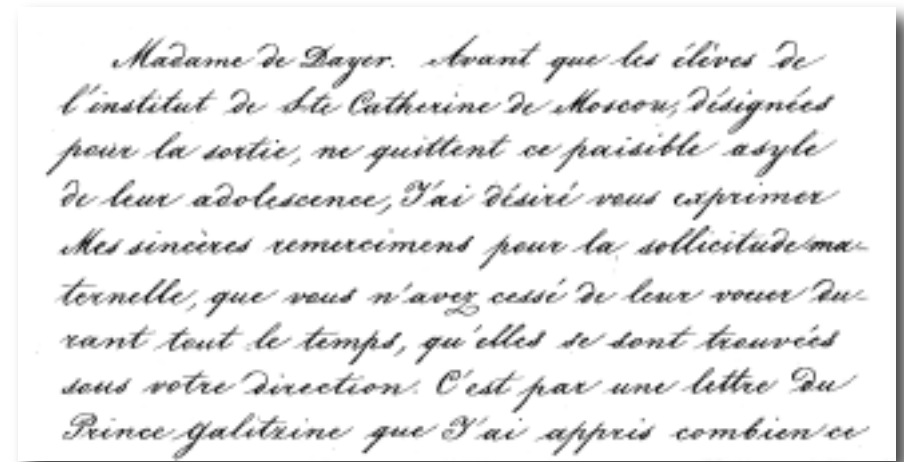 Madame de Dayer. Avant que les élèves de
l'institut de Ste Catherine de Moscou, désignées
pour la sortie, ne quittent ce paisible asyle
de leur adolescence, J'ai désiré vous exprimer
Mes sincères remercimens pour la sollicitude ma-
ternelle, que vous n'avez cessé de leur vouer du-
rant tout le temps, qu'elles se sont trouvées
sous votre direction. C'est par une lettre du
Prince Galitzine que J'ai appris combien ce